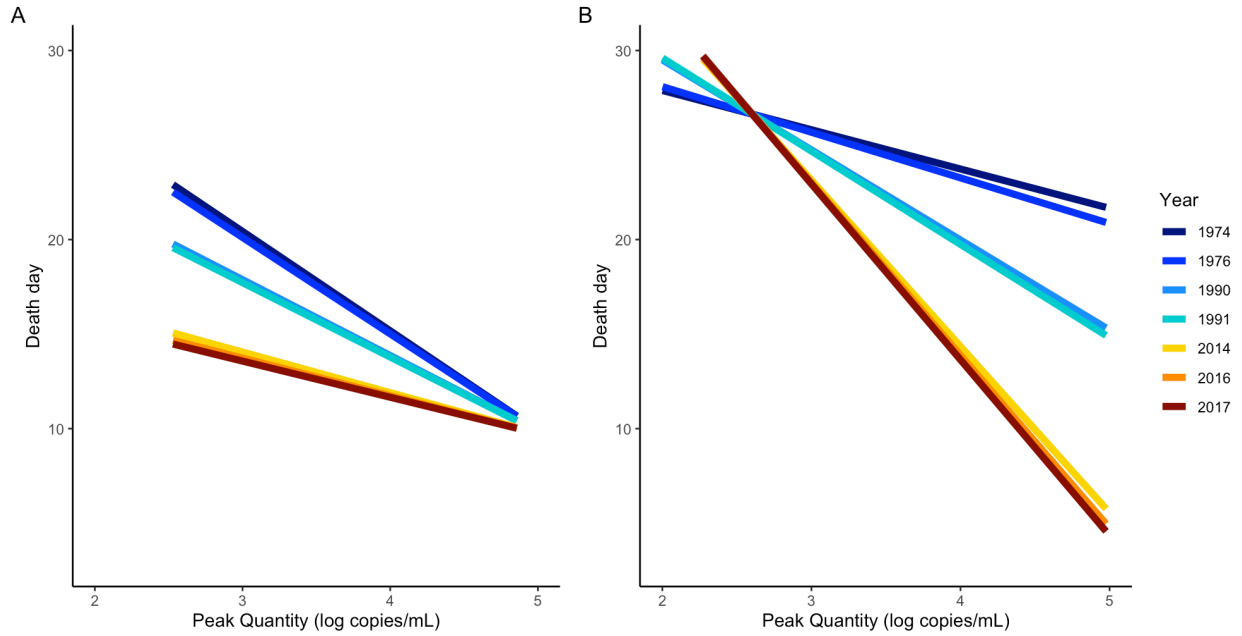 A
30
20
10
Death day
2 3 4 5
Peak Quantity (log copies/mL)
B
30
20
10
Death day
2 3 4 5
Peak Quantity (log copies/mL)
Year
1974
1976
1990
1991
2014
2016
2017